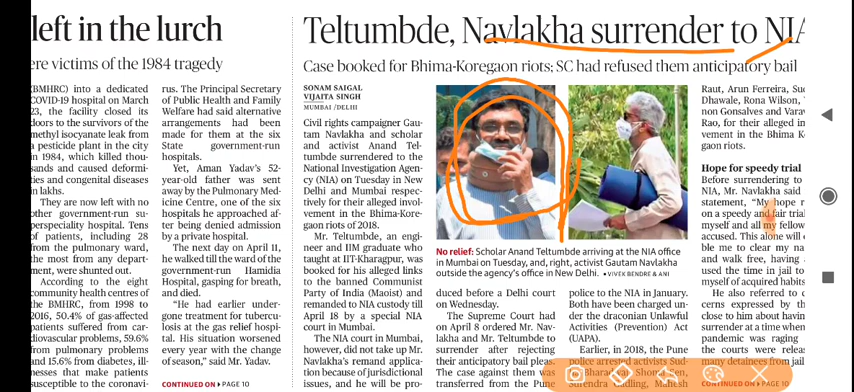 left in the lurch
ere victims of the 1984 tragedy
(BMHRC) into a dedicated
COVID-19 hospital on March
23, the facility closed its
doors to the survivors of the
methyl isocyanate leak from
a pesticide plant in the city
in 1984, which killed thou-
sands and caused deformi-
ties and congenital diseases
in lakhs.
They are now left with no
other government-run su-
perspeciality hospital. Tens
of patients, including 28
from the pulmonary ward,
the most from any depart-
ment, were shunted out.
According to the eight
community health centres of
the BMHRC, from 1998 to
2016, 50.4% of gas-affected
patients suffered from car-
diovascular problems, 59.6%
from pulmonary problems
and 15.6% from diabetes, ill-
nesses that make patients
susceptible to the coronavi-
rus. The Principal Secretary
of Public Health and Family
Welfare had said alternative
arrangements had been
made for them at the six
State government-run
hospitals.
Yet, Aman Yadav's 52-
year-old father was sent
away by the Pulmonary Med-
icine Centre, one of the six
hospitals he approached af-
ter being denied admission
by a private hospital.
The next day on April 11,
he walked till the ward of the
government-run Hamidia
Hospital, gasping for breath,
and died.
"He had earlier under-
gone treatment for tubercu-
losis at the gas relief hospi-
tal. His situation worsened
every year with the change
of season," said Mr. Yadav.
CONTINUED ON PAGE 10
Teltumbde, Navlakha surrender to NIA
Case booked for Bhima-Koregaon riots; SC had refused them anticipatory bail
SONAM SAIGAL
VIJAITA SINGH
MUMBAI/DELHI
Civil rights campaigner Gau-
tam Navlakha and scholar
and activist Anand Tel-
tumbde surrendered to the
National Investigation Agen-
cy (NIA) on Tuesday in New
Delhi and Mumbai respec-
tively for their alleged invol-
vement in the Bhima-Kore-
gaon riots of 2018.
Mr. Teltumbde, an engi-
neer and IIM graduate who
taught at IIT-Kharagpur, was
booked for his alleged links
to the banned Communist
Party of India (Maoist) and
remanded to NIA custody till
April 18 by a special NIA
court in Mumbai.
The NIA court in Mumbai,
however, did not take up Mr.
Navlakha's remand applica-
tion because of jurisdictional
issues, and he will be pro-
No relief: Scholar Anand Teltumbde arriving at the NIA office
in Mumbai on Tuesday, and, right, activist Gautam Navlakha
outside the agency's office in New Delhi. • VIVEK BENDRE & ANI
duced before a Delhi court
on Wednesday.
The Supreme Court had
on April 8 ordered Mr. Nav-
lakha and Mr. Teltumbde to
surrender after rejecting
their anticipatory bail pleas.
The case against them was
transferred from the Pune
police to the NIA in January.
Both have been charged un-
der the draconian Unlawful
Activities (Prevention) Act
(UAPA).
Earlier, in 2018, the Pune
police arrested activists Sud-
Bharadwaj, Shoma Sen,
Surendra Gadling, Mahesh
Raut, Arun Ferreira, Su
Dhawale, Rona Wilson,
non Gonsalves and Varav
Rao, for their alleged in
vement in the Bhima K
gaon riots.
Hope for speedy trial
Before surrendering to
NIA, Mr. Navlakha said
statement, "My hope r
on a speedy and fair trial
myself and all my fellow
accused. This alone will
ble me to clear my na
and walk free, having
used the time in jail to
myself of acquired habits
He also referred to c
cerns expressed by th
close to him about having
surrender at a time when
pandemic was raging
the courts were releas
many detainees from jail
CONTINUED ON PAGE 10